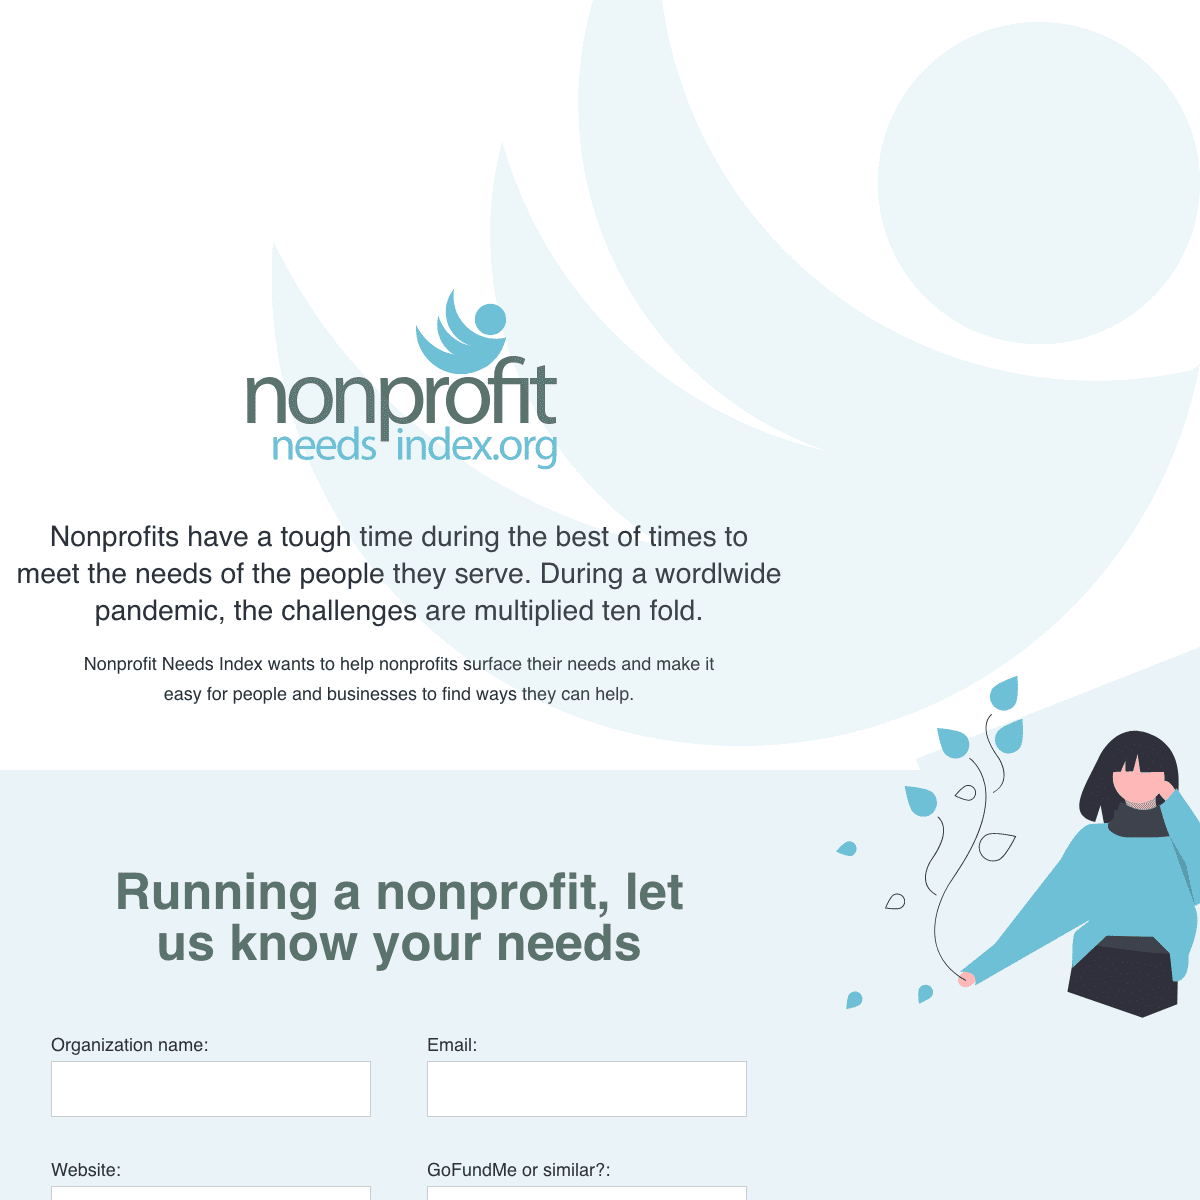 nonprofit
needs index.org
Nonprofits have a tough time during the best of times to
meet the needs of the people they serve. During a wordlwide
pandemic, the challenges are multiplied ten fold.
Nonprofit Needs Index wants to help nonprofits surface their needs and make it
easy for people and businesses to find ways they can help.
Running a nonprofit, let
us know your needs
Organization name:
Email:
Website:
GoFundMe or similar?: